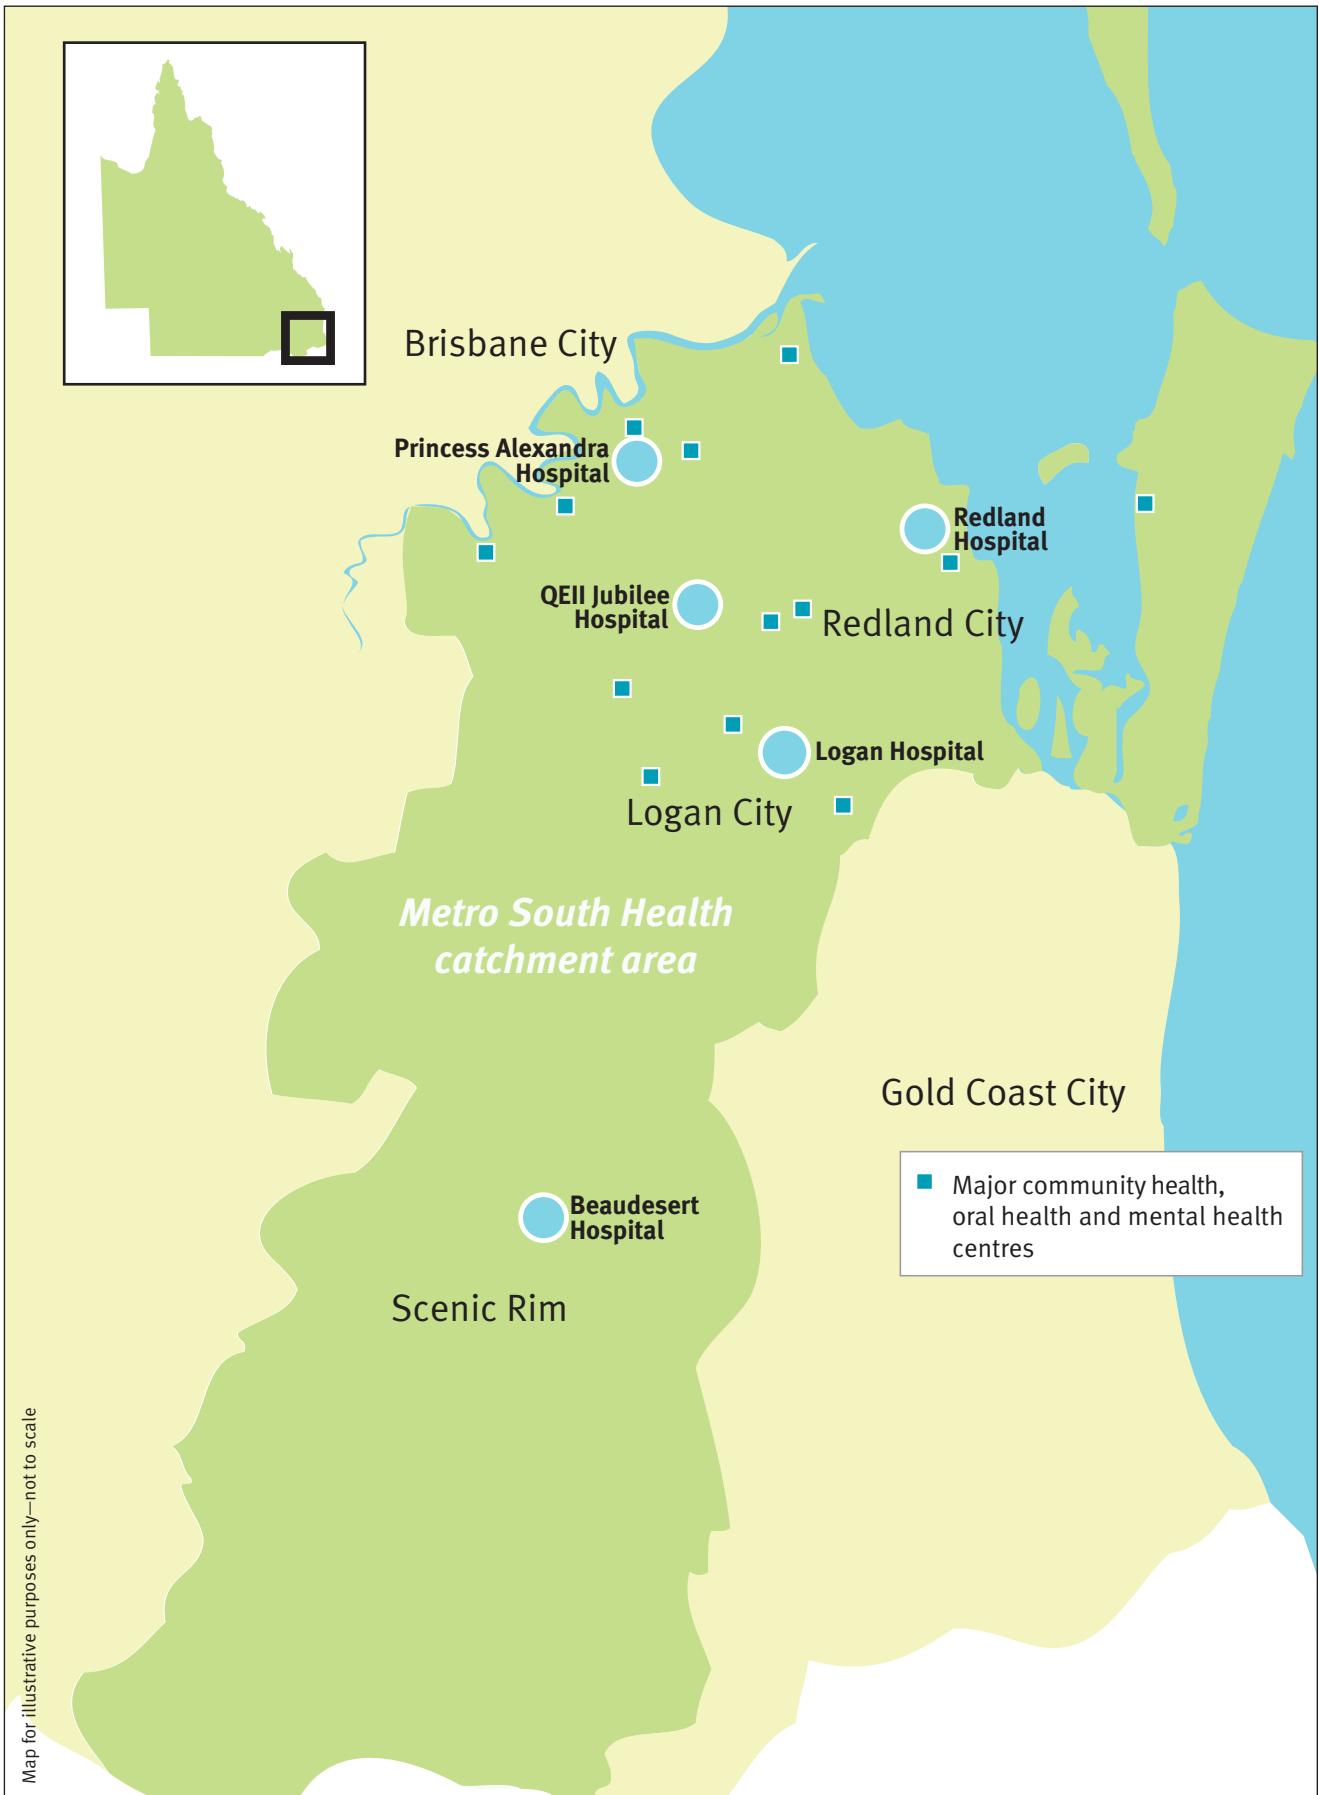 Brisbane City
Princess Alexandra
Hospital
Redland
Hospital
QEII Jubilee
Hospital
Redland City
Logan Hospital
Logan City
Metro South Health
catchment area
Gold Coast City
Major community health,
oral health and mental health
centres
Beaudesert
Hospital
Scenic Rim
Map for illustrative purposes only—not to scale